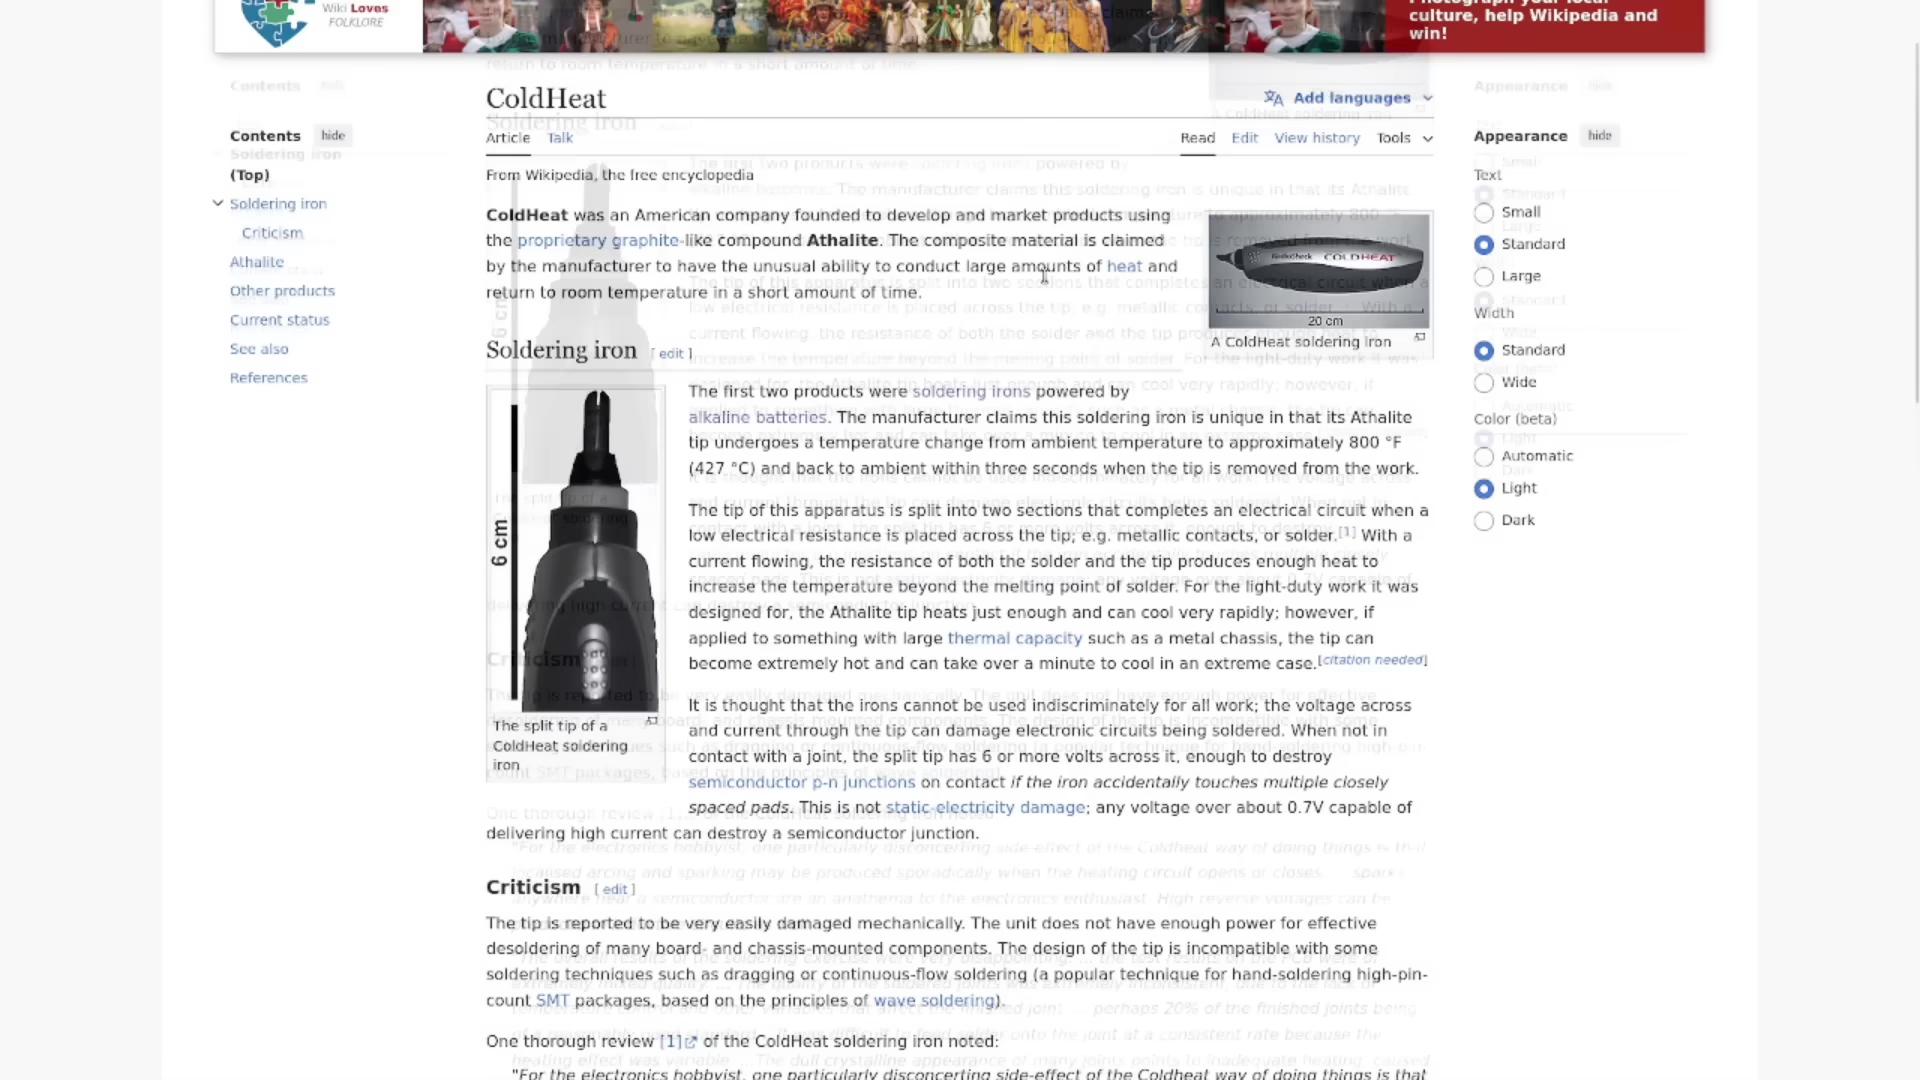 Wiki Loves
FOLKLORE
Photograph your local
culture, help Wikipedia and
win!
Contents hide
(Top)
Soldering iron
Criticism
Athalite
Other products
Current status
See also
References
ColdHeat
Add languages
Article Talk
Read Edit View history Tools
From Wikipedia, the free encyclopedia
ColdHeat was an American company founded to develop and market products using
the proprietary graphite-like compound Athalite. The composite material is claimed
by the manufacturer to have the unusual ability to conduct large amounts of heat and
return to room temperature in a short amount of time.
COLDHEAT
20 cm
A ColdHeat soldering iron
Soldering iron [ edit ]
6 cm
The split tip of a
ColdHeat soldering
iron
The first two products were soldering irons powered by
alkaline batteries. The manufacturer claims this soldering iron is unique in that its Athalite
tip undergoes a temperature change from ambient temperature to approximately 800 °F
(427 °C) and back to ambient within three seconds when the tip is removed from the work.
The tip of this apparatus is split into two sections that completes an electrical circuit when a
low electrical resistance is placed across the tip; e.g. metallic contacts, or solder.[1] With a
current flowing, the resistance of both the solder and the tip produces enough heat to
increase the temperature beyond the melting point of solder. For the light-duty work it was
designed for, the Athalite tip heats just enough and can cool very rapidly; however, if
applied to something with large thermal capacity such as a metal chassis, the tip can
become extremely hot and can take over a minute to cool in an extreme case.[citation needed]
It is thought that the irons cannot be used indiscriminately for all work; the voltage across
and current through the tip can damage electronic circuits being soldered. When not in
contact with a joint, the split tip has 6 or more volts across it, enough to destroy
semiconductor p-n junctions on contact if the iron accidentally touches multiple closely
spaced pads. This is not static-electricity damage; any voltage over about 0.7V capable of
delivering high current can destroy a semiconductor junction.
Criticism [ edit ]
The tip is reported to be very easily damaged mechanically. The unit does not have enough power for effective
desoldering of many board- and chassis-mounted components. The design of the tip is incompatible with some
soldering techniques such as dragging or continuous-flow soldering (a popular technique for hand-soldering high-pin-
count SMT packages, based on the principles of wave soldering).
One thorough review [1] of the ColdHeat soldering iron noted:
"For the electronics hobbyist, one particularly disconcerting side-effect of the Coldheat way of doing things is that
Appearance hide
Text
Small
Standard
Large
Width
Standard
Wide
Color (beta)
Automatic
Light
Dark